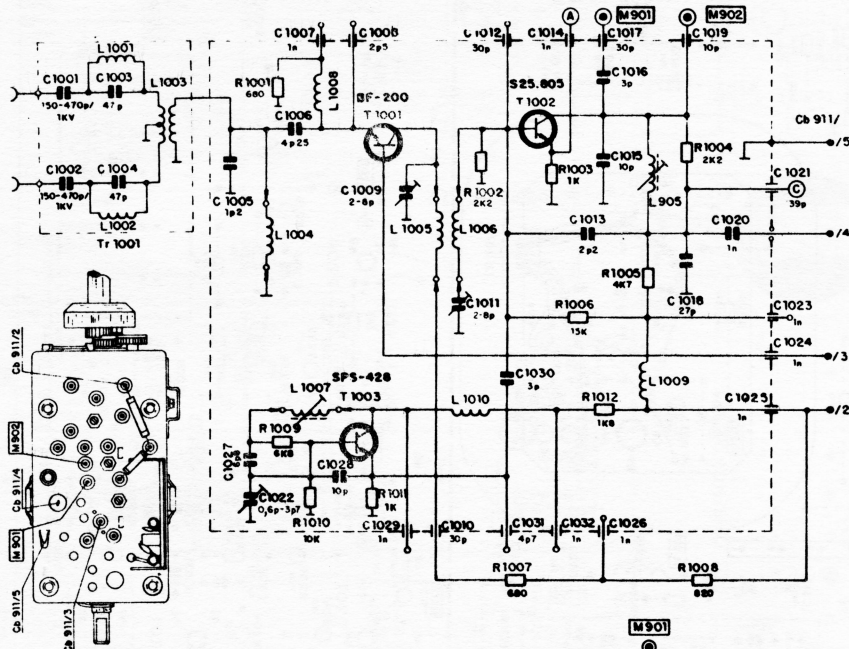 C1007
1n
C1008
2p5
C1012
30p
C1014
1n
A
M901
C1017
30p
M902
C1019
10p
L1001
C1001
C1003
150-470p/
1KV
47p
L1003
R1001
680
L1008
BF-200
T1001
C1006
4p25
S25.805
T1002
C1016
3p
C1015
10p
R1004
2K2
Cb 911/
/5
C1002
C1004
150-470p/
1KV
47p
L1002
Tr 1001
C1005
1p2
L1004
C1009
2-8p
L1005
R1002
2K2
L1006
R1003
1K
L905
C1021
C
39p
C1013
2p2
C1020
1n
/4
C1011
2-8p
R1005
4K7
C1018
27p
R1006
15K
C1023
1n
C1024
1n
/3
Cb 911/2
M902
Cb 911/4
M901
Cb 911/5
Cb 911/3
SFS-428
L1007
T1003
C1030
3p
L1010
R1012
1K8
L1009
C1025
1n
/2
R1009
6K8
C1027
6p8
C1028
10p
C1022
0,6p-3p7
R1010
10K
R1011
1K
C1029
1n
C1010
30p
C1031
4p7
C1032
1n
C1026
1n
R1007
680
R1008
820
M901